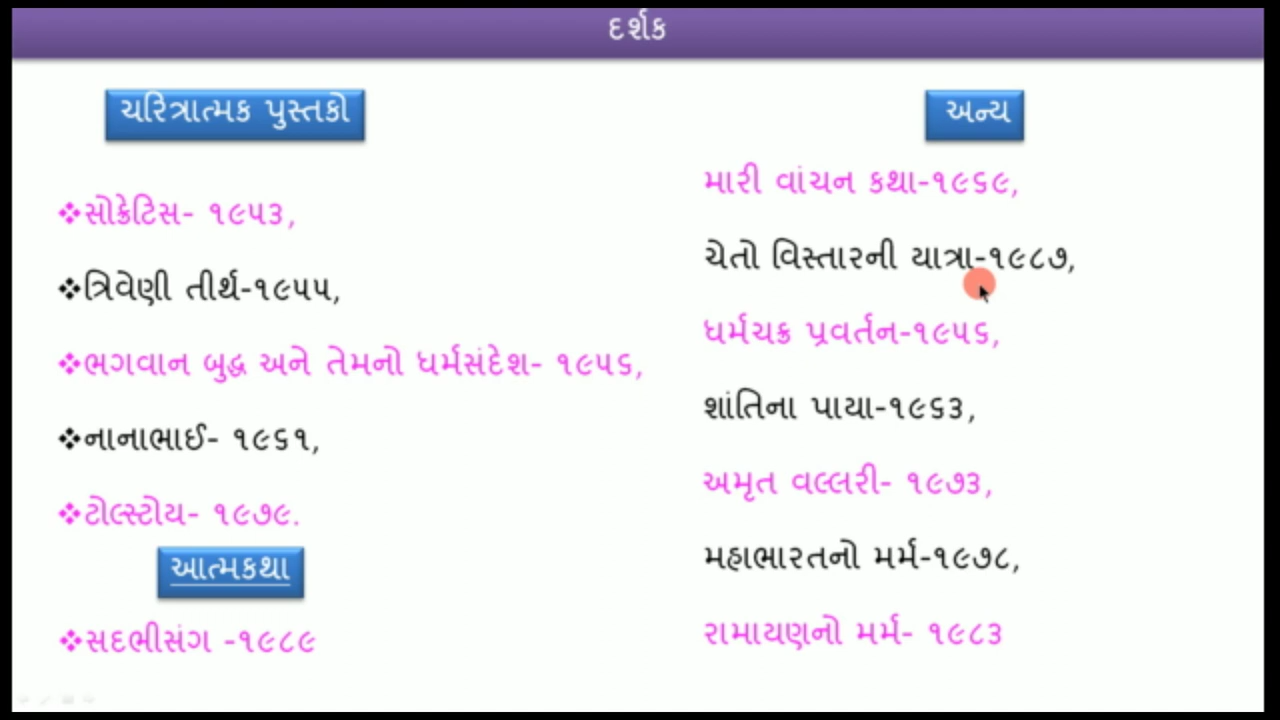 દર્શક
ચરિત્રાત્મક પુસ્તકો
❖સોક્રેટિસ- ૧૯૫૩,
❖ત્રિવેણી તીર્થ-૧૯૫૫,
❖ભગવાન બુદ્ધ અને તેમનો ધર્મસંદેશ- ૧૯૫૬,
❖નાનાભાઈ- ૧૯૬૧,
❖ટોલ્સ્ટોય- ૧૯૭૯.
આત્મકથા
❖સદભીસંગ -૧૯૮૯
અન્ય
મારી વાંચન કથા-૧૯૬૯,
ચેતો વિસ્તારની યાત્રા-૧૯૮૭,
ધર્મચક્ર પ્રવર્તન-૧૯૫૬,
શાંતિના પાયા-૧૯૬૩,
અમૃત વલ્લરી- ૧૯૭૩,
મહાભારતનો મર્મ-૧૯૭૮,
રામાયણનો મર્મ- ૧૯૮૩